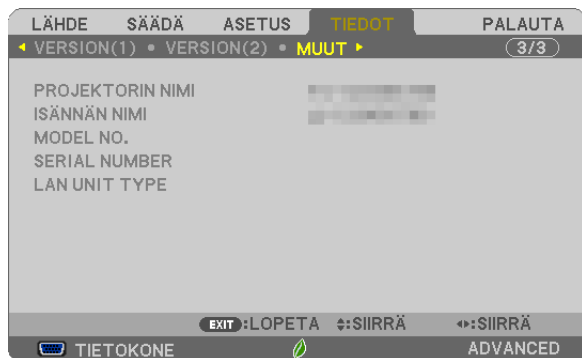 LÄHDE SÄÄDÄ ASETUS TIEDOT PALAUTA
VERSION(1) • VERSION(2) • MUUT 3/3
PROJEKTORIN NIMI
ISÄNNÄN NIMI
MODEL NO.
SERIAL NUMBER
LAN UNIT TYPE
EXIT :LOPETA :SIIRRÄ :SIIRRÄ
TIETOKONE ADVANCED